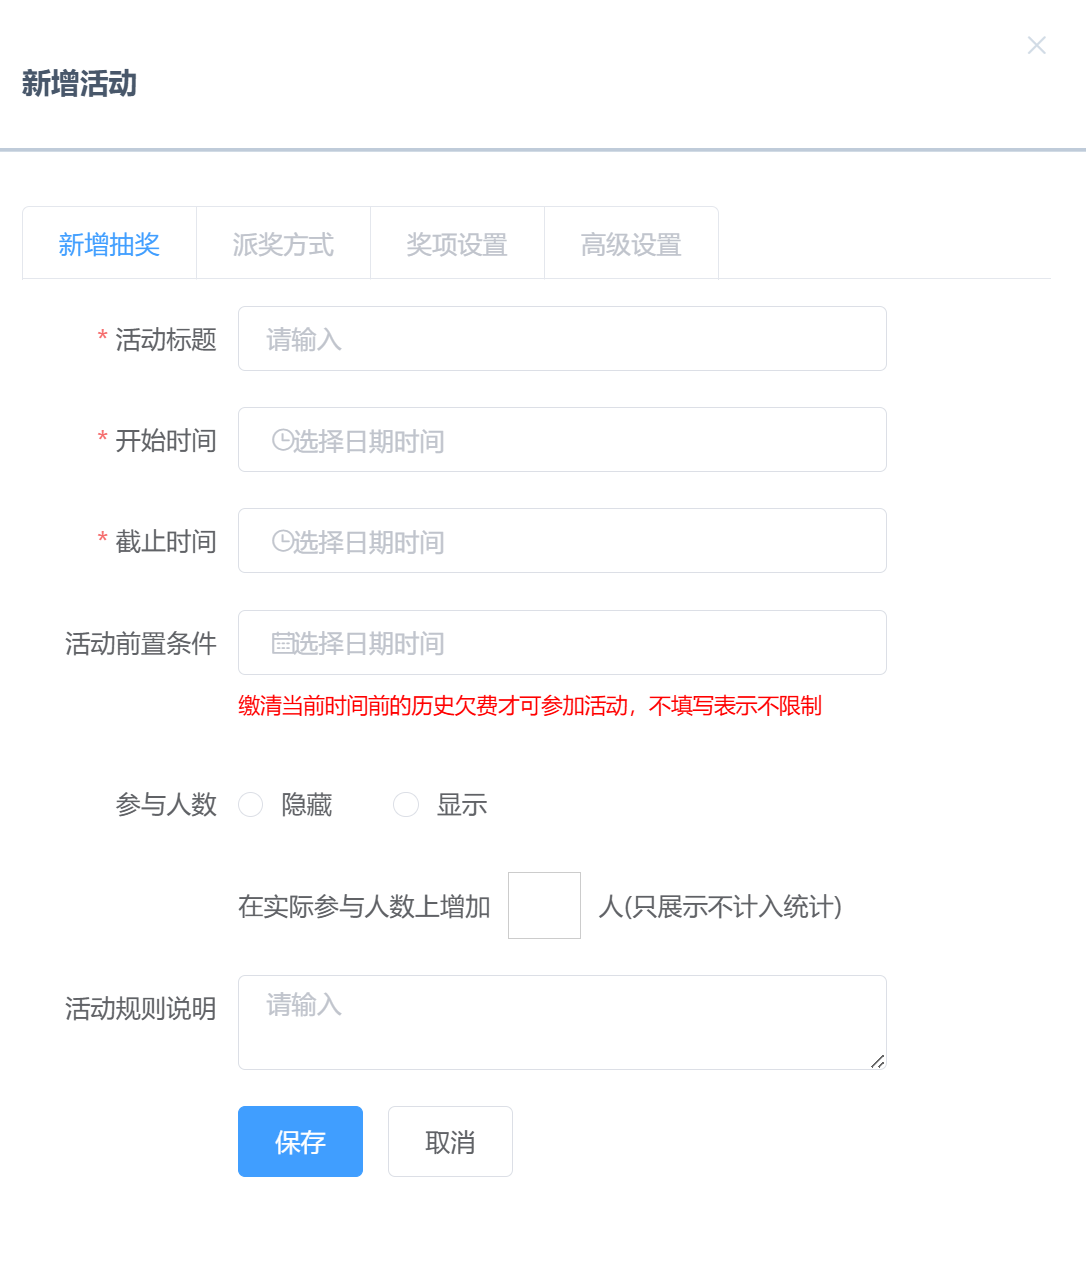 新增活动
新增抽奖 派奖方式 奖项设置 高级设置
* 活动标题 请输入
* 开始时间 选择日期时间
* 截止时间 选择日期时间
活动前置条件 选择日期时间
缴清当前时间前的历史欠费才可参加活动，不填写表示不限制
参与人数 隐藏 显示
在实际参与人数上增加 人(只展示不计入统计)
活动规则说明 请输入
保存 取消